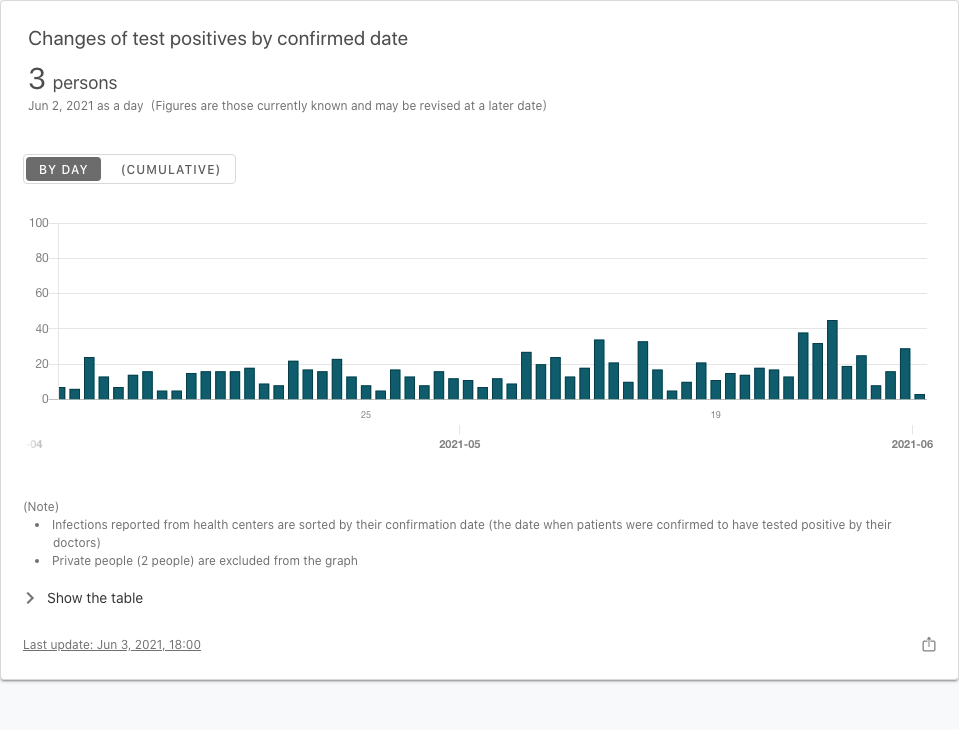 Changes of test positives by confirmed date
3 persons
Jun 2, 2021 as a day (Figures are those currently known and may be revised at a later date)
BY DAY (CUMULATIVE)
100
80
60
40
20
0
25 19
-04 2021-05 2021-06
(Note)
• Infections reported from health centers are sorted by their confirmation date (the date when patients were confirmed to have tested positive by their
doctors)
• Private people (2 people) are excluded from the graph
Show the table
Last update: Jun 3, 2021, 18:00